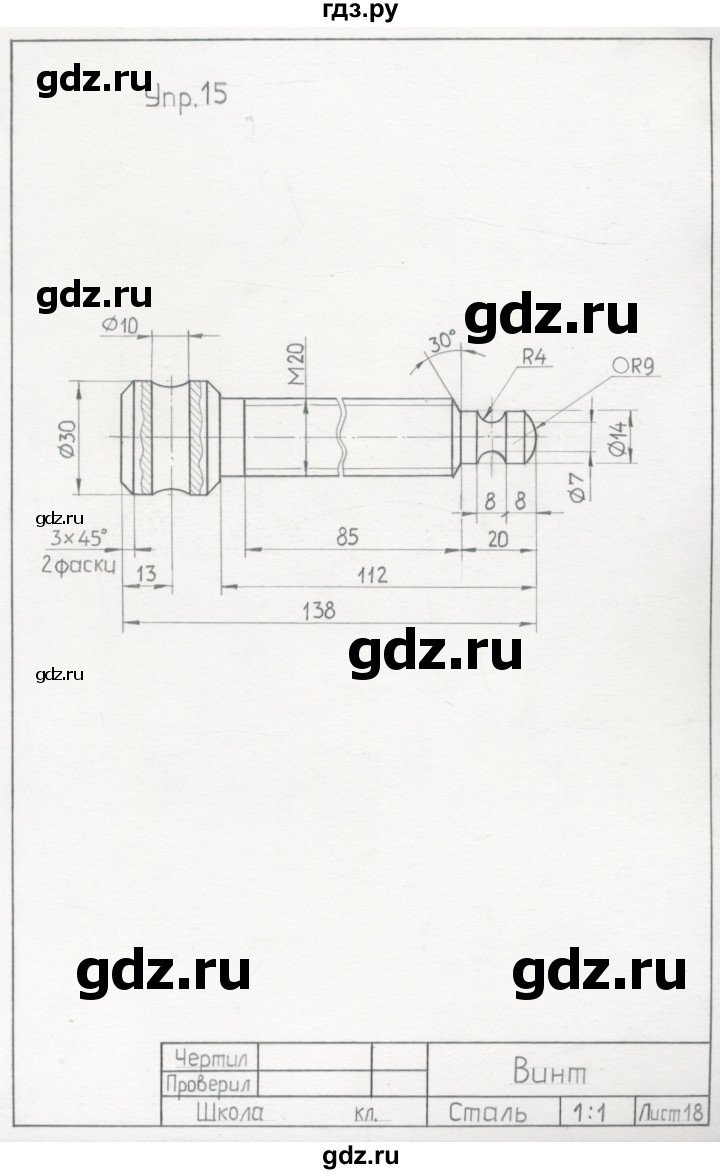 гдз.ру
gdz.ru
Упр.15
gdz.ru
gdz.ru
Ø10
M20
30°
R4
○R9
Ø30
Ø14
Ø7
8
8
gdz.ru
3×45°
2 фаски
13
85
20
112
138
gdz.ru
gdz.ru
gdz.ru
gdz.ru
Чертил
Проверил
Винт
Школа кл.
Сталь
1:1
Лист 18
gdz.ru